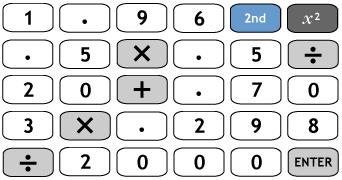 1 . 9 6 2nd x²
. 5 × . 5 ÷
2 0 + . 7 0
3 × . 2 9 8
÷ 2 0 0 0 ENTER